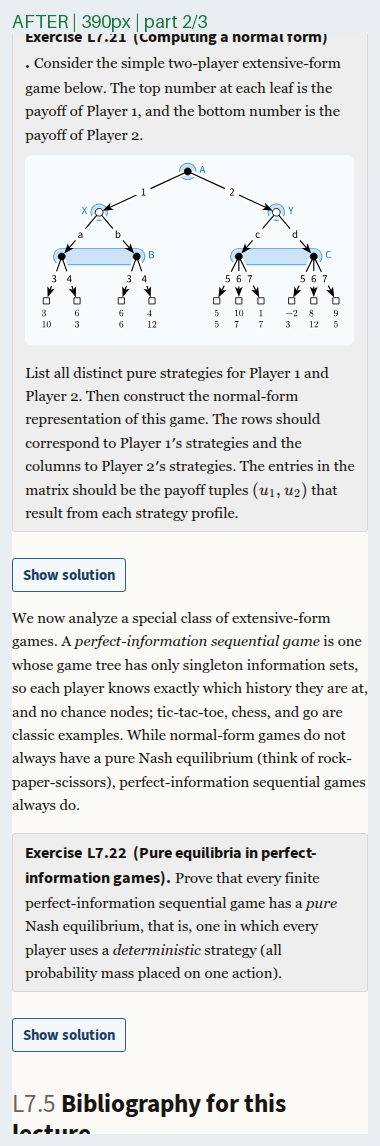 AFTER | 390px | part 2/3
Exercise L7.21 (Computing a normal form)
. Consider the simple two-player extensive-form
game below. The top number at each leaf is the
payoff of Player 1, and the bottom number is the
payoff of Player 2.
A
1 2
X Y
a b c d
B C
3 4 3 4 5 6 7 5 6 7
3 6 6 4 5 10 1 −2 8 9
10 3 6 12 5 7 7 3 12 5
List all distinct pure strategies for Player 1 and
Player 2. Then construct the normal-form
representation of this game. The rows should
correspond to Player 1's strategies and the
columns to Player 2's strategies. The entries in the
matrix should be the payoff tuples (u₁, u₂) that
result from each strategy profile.
Show solution
We now analyze a special class of extensive-form
games. A perfect-information sequential game is one
whose game tree has only singleton information sets,
so each player knows exactly which history they are at,
and no chance nodes; tic-tac-toe, chess, and go are
classic examples. While normal-form games do not
always have a pure Nash equilibrium (think of rock-
paper-scissors), perfect-information sequential games
always do.
Exercise L7.22 (Pure equilibria in perfect-
information games). Prove that every finite
perfect-information sequential game has a pure
Nash equilibrium, that is, one in which every
player uses a deterministic strategy (all
probability mass placed on one action).
Show solution
L7.5 Bibliography for this
lecture